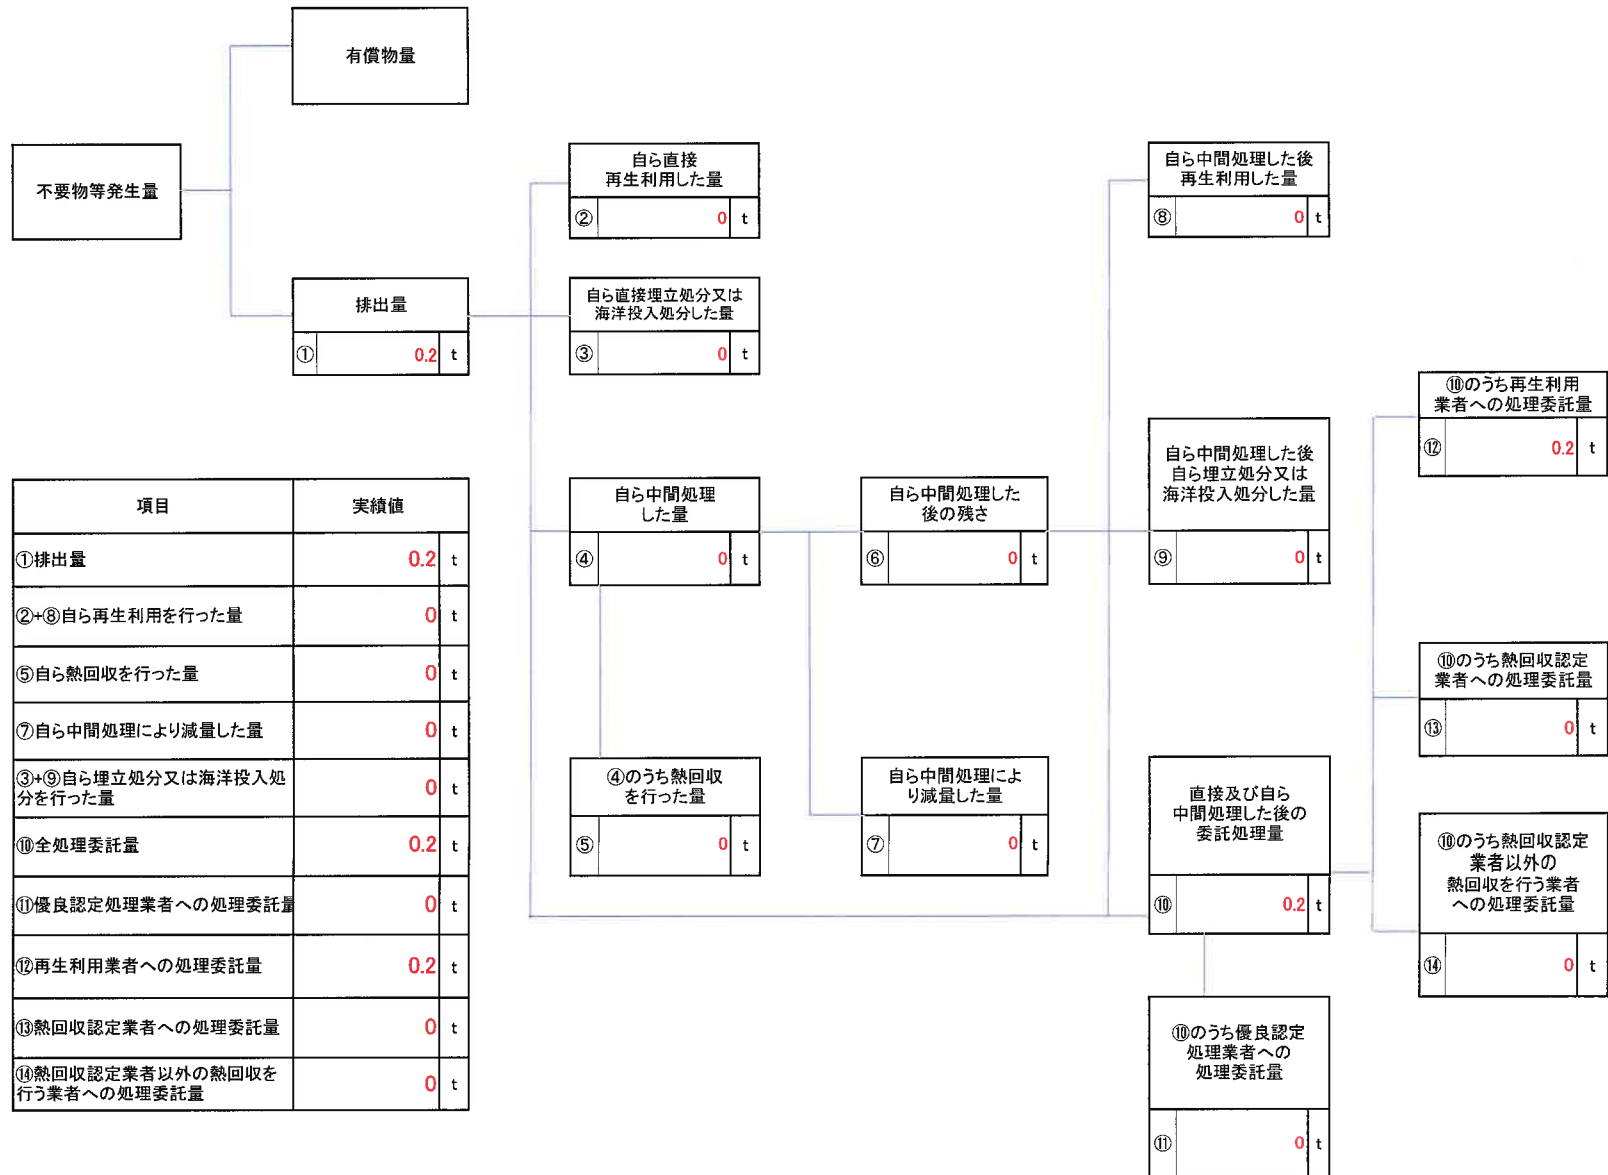 有償物量
不要物等発生量
排出量
① 0.2 t
自ら直接
再生利用した量
② 0 t
自ら直接埋立処分又は
海洋投入処分した量
③ 0 t
自ら中間処理
した量
④ 0 t
④のうち熱回収
を行った量
⑤ 0 t
自ら中間処理した
後の残さ
⑥ 0 t
自ら中間処理によ
り減量した量
⑦ 0 t
自ら中間処理した後
再生利用した量
⑧ 0 t
自ら中間処理した後
自ら埋立処分又は
海洋投入処分した量
⑨ 0 t
直接及び自ら
中間処理した後の
委託処理量
⑩ 0.2 t
⑩のうち優良認定
処理業者への
処理委託量
⑪ 0 t
⑩のうち再生利用
業者への処理委託量
⑫ 0.2 t
⑩のうち熱回収認定
業者への処理委託量
⑬ 0 t
⑩のうち熱回収認定
業者以外の
熱回収を行う業者
への処理委託量
⑭ 0 t
項目 実績値
①排出量 0.2 t
②+⑧自ら再生利用を行った量 0 t
⑤自ら熱回収を行った量 0 t
⑦自ら中間処理により減量した量 0 t
③+⑨自ら埋立処分又は海洋投入処
分を行った量 0 t
⑩全処理委託量 0.2 t
⑪優良認定処理業者への処理委託量 0 t
⑫再生利用業者への処理委託量 0.2 t
⑬熱回収認定業者への処理委託量 0 t
⑭熱回収認定業者以外の熱回収を
行う業者への処理委託量 0 t